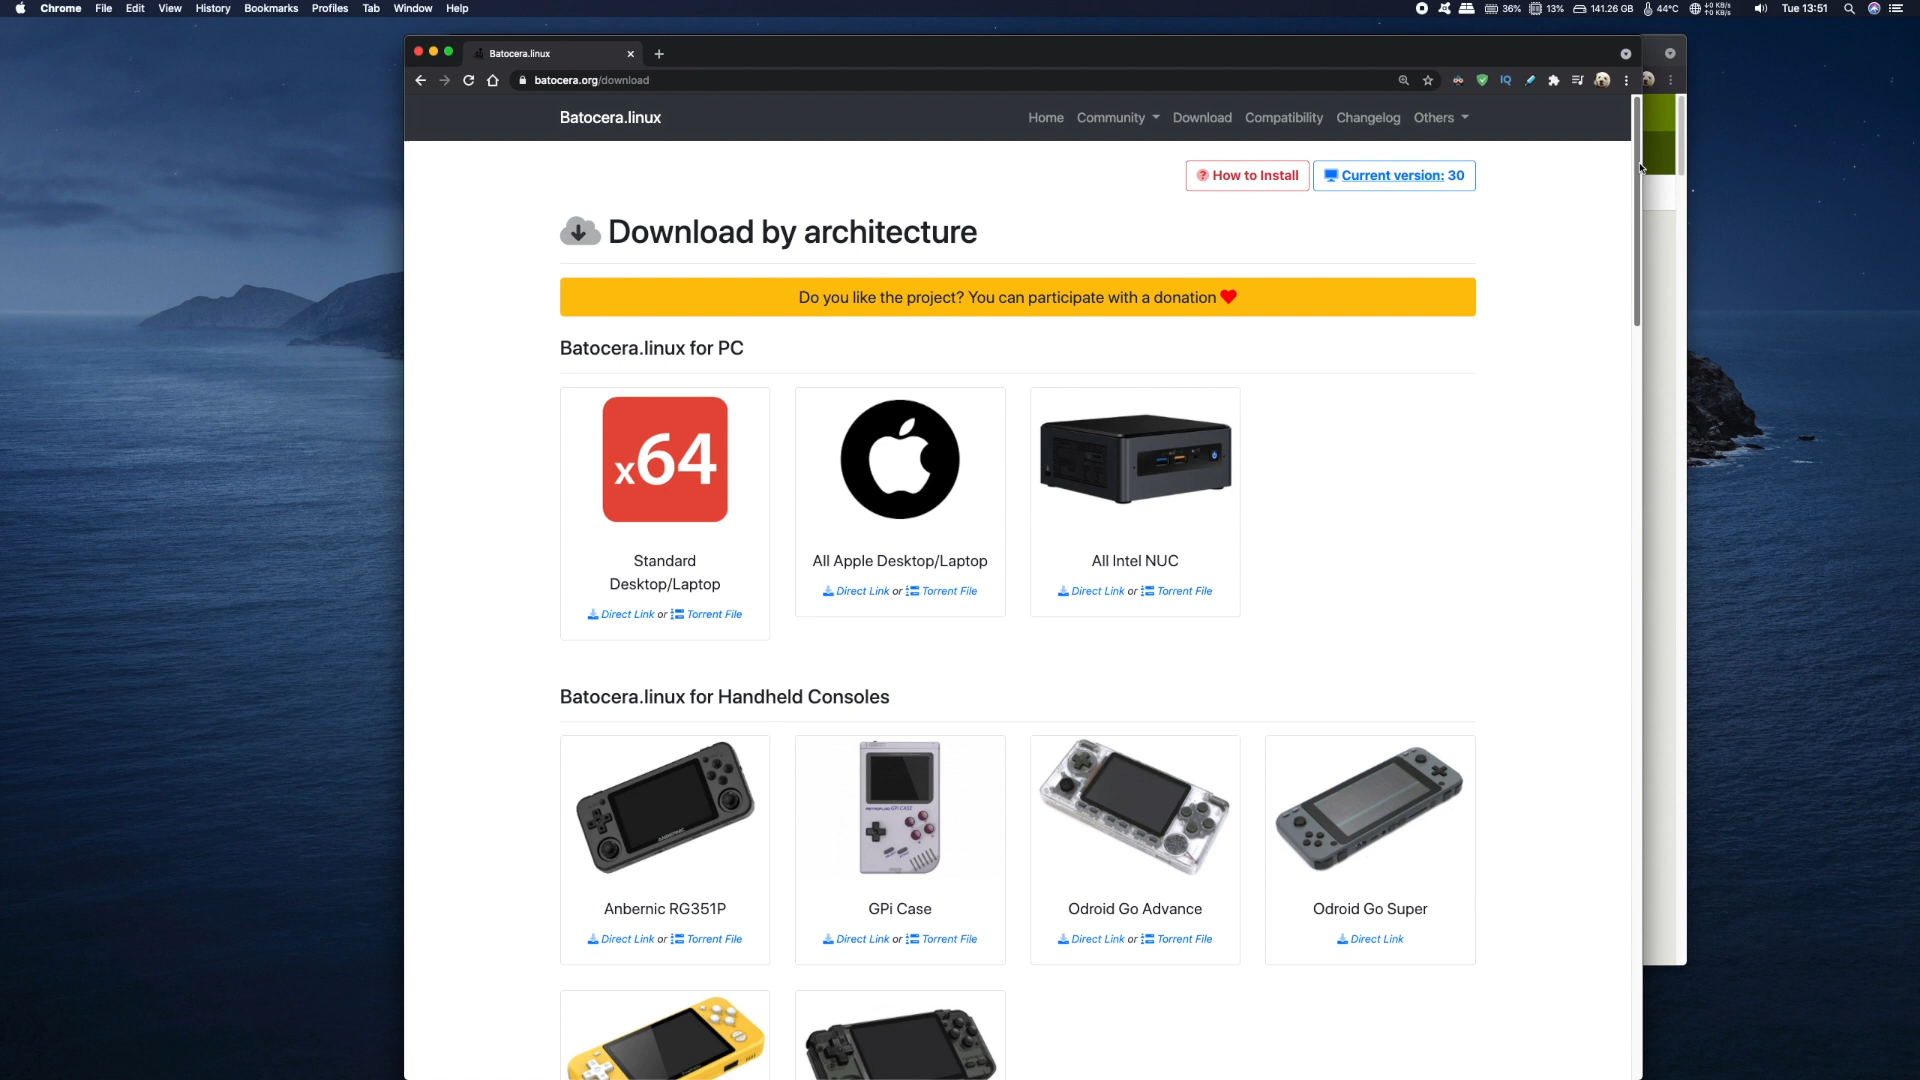 Chrome File Edit View History Bookmarks Profiles Tab Window Help 36% 13% 141.26 GB 44°C ↓0 KB/s ↑0 KB/s Tue 13:51
Batocera.linux
batocera.org/download
IQ
Batocera.linux Home Community Download Compatibility Changelog Others
? How to Install Current version: 30
Download by architecture
Do you like the project? You can participate with a donation
Batocera.linux for PC
x64
Standard
Desktop/Laptop
Direct Link or Torrent File
All Apple Desktop/Laptop
Direct Link or Torrent File
All Intel NUC
Direct Link or Torrent File
Batocera.linux for Handheld Consoles
ANBERNIC
Anbernic RG351P
Direct Link or Torrent File
RETROFLAG GPi CASE
GPi Case
Direct Link or Torrent File
Odroid Go Advance
Direct Link or Torrent File
Odroid Go Super
Direct Link